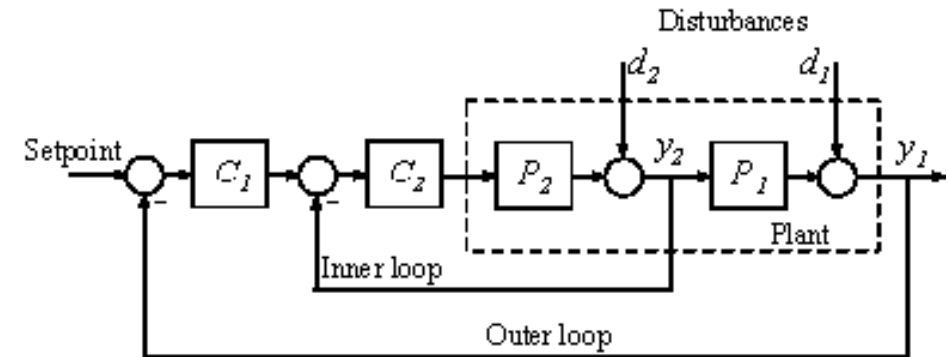 Disturbances
d2
d1
Setpoint
C1
C2
P2
y2
P1
y1
Plant
Inner loop
Outer loop